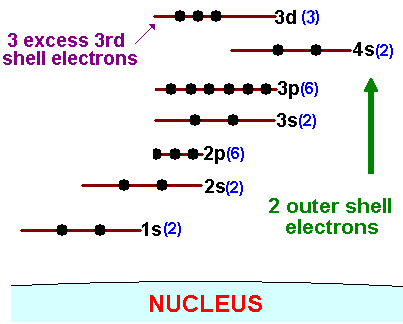 3d (3)
3 excess 3rd
shell electrons
4s(2)
3p(6)
3s(2)
2p(6)
2s(2)
2 outer shell
electrons
1s(2)
NUCLEUS